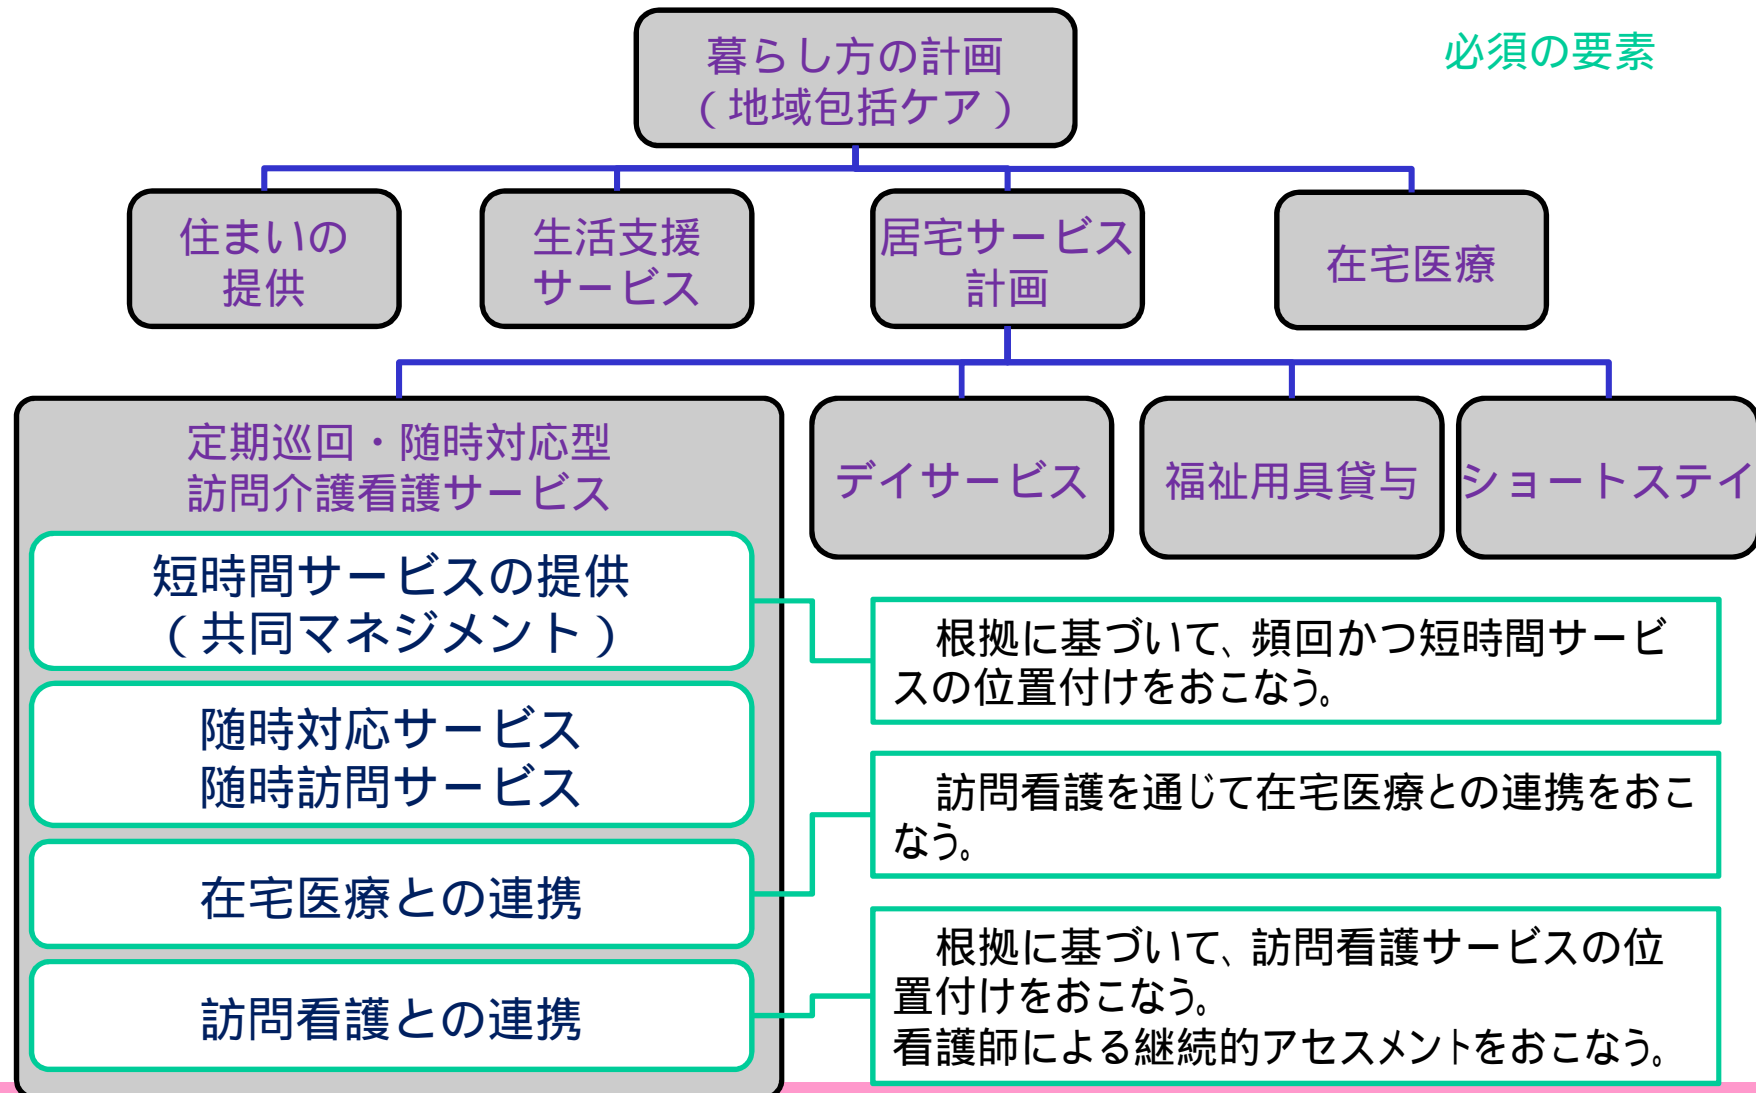 暮らし方の計画
（地域包括ケア）
必須の要素
住まいの
提供
生活支援
サービス
居宅サービス
計画
在宅医療
定期巡回・随時対応型
訪問介護看護サービス
デイサービス
福祉用具貸与
ショートステイ
短時間サービスの提供
（共同マネジメント）
根拠に基づいて、頻回かつ短時間サービ
スの位置付けをおこなう。
随時対応サービス
随時訪問サービス
訪問看護を通じて在宅医療との連携をおこ
なう。
在宅医療との連携
根拠に基づいて、訪問看護サービスの位
置付けをおこなう。
看護師による継続的アセスメントをおこなう。
訪問看護との連携